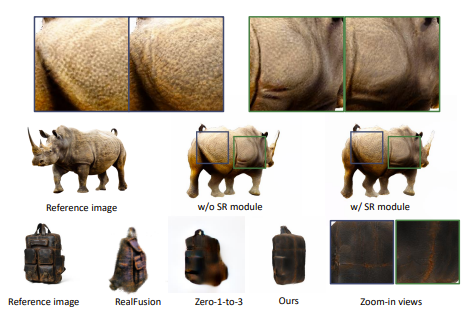 Reference image
w/o SR module
w/ SR module
Reference image
RealFusion
Zero-1-to-3
Ours
Zoom-in views